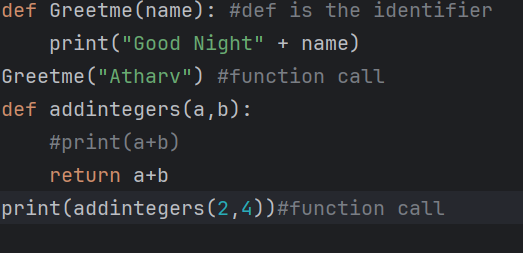 def Greetme(name): #def is the identifier
    print("Good Night" + name)
Greetme("Atharv") #function call
def addintegers(a,b):
    #print(a+b)
    return a+b
print(addintegers(2,4))#function call